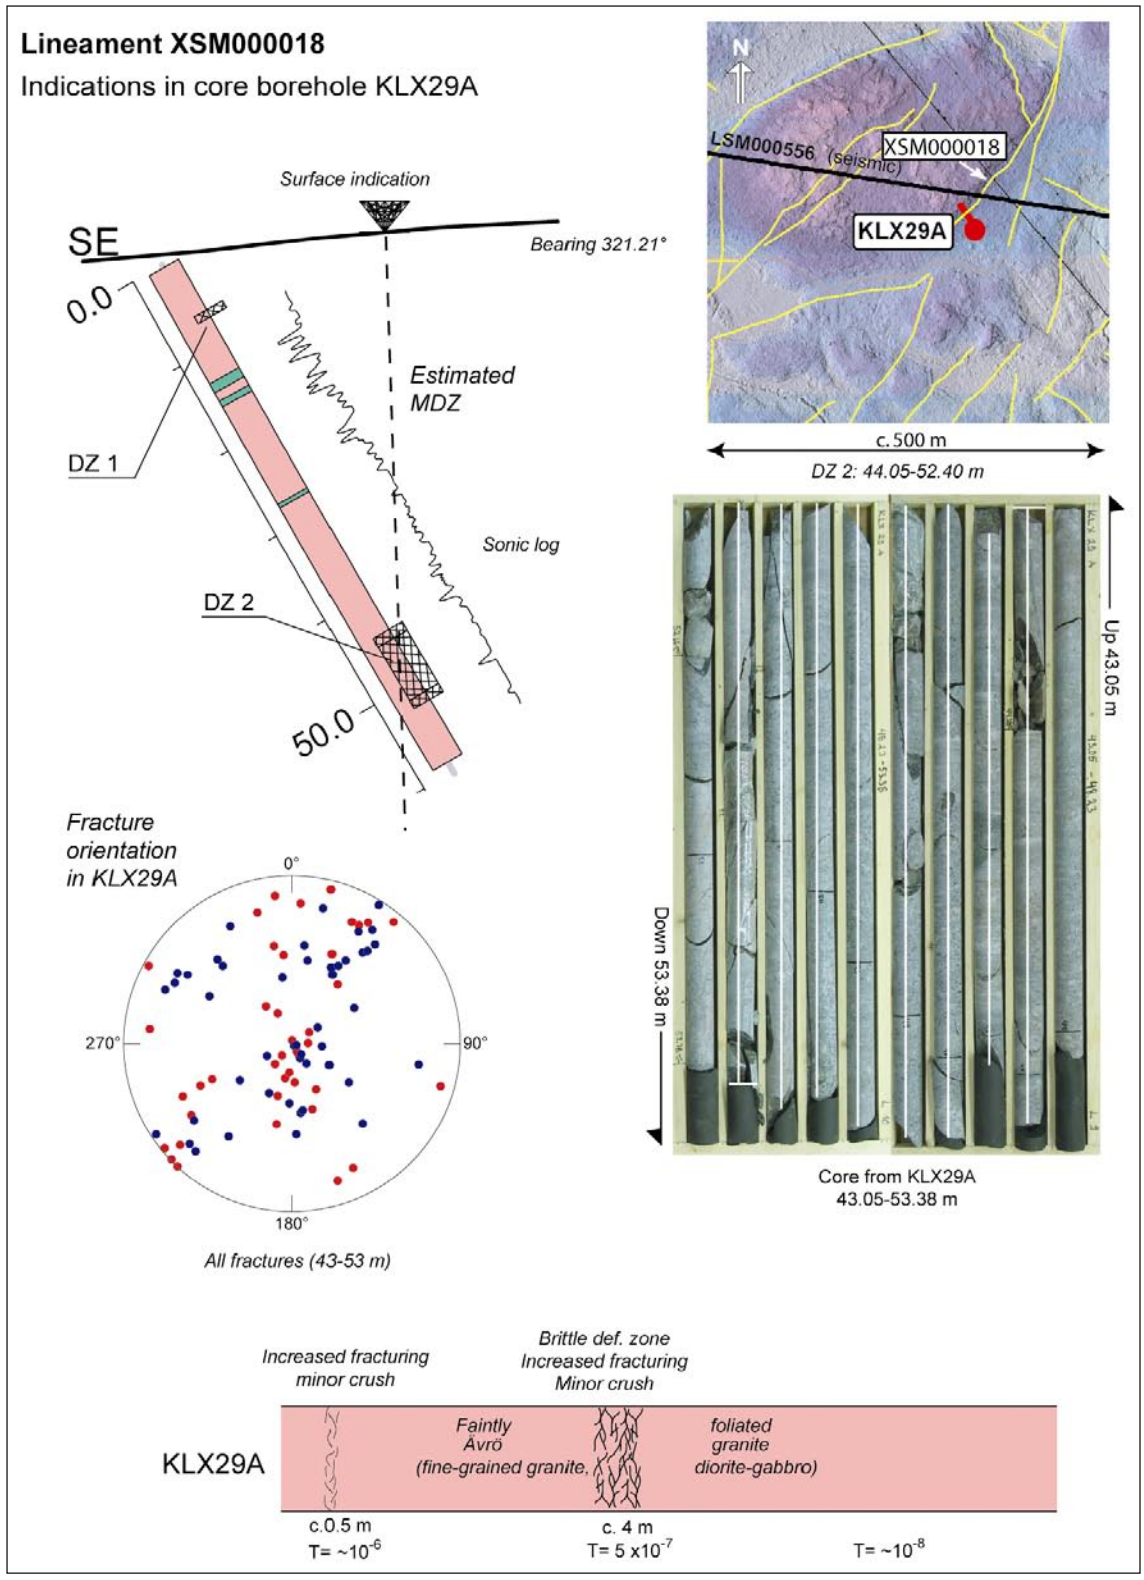 Lineament XSM000018
Indications in core borehole KLX29A
N
LSM000556 (seismic)
XSM000018
KLX29A
c.500 m
Surface indication
SE
Bearing 321.21°
0.0
Estimated
MDZ
DZ 1
Sonic log
DZ 2
50.0
DZ 2: 44.05-52.40 m
Up 43.05 m
Down 53.38 m
Core from KLX29A
43.05-53.38 m
Fracture
orientation
in KLX29A
0°
270°
90°
180°
All fractures (43-53 m)
Increased fracturing
minor crush
Brittle def. zone
Increased fracturing
Minor crush
KLX29A
Faintly foliated
Ävrö granite
(fine-grained granite, diorite-gabbro)
c.0.5 m
T= ~10⁻⁶
c. 4 m
T= 5 x10⁻⁷
T= ~10⁻⁸